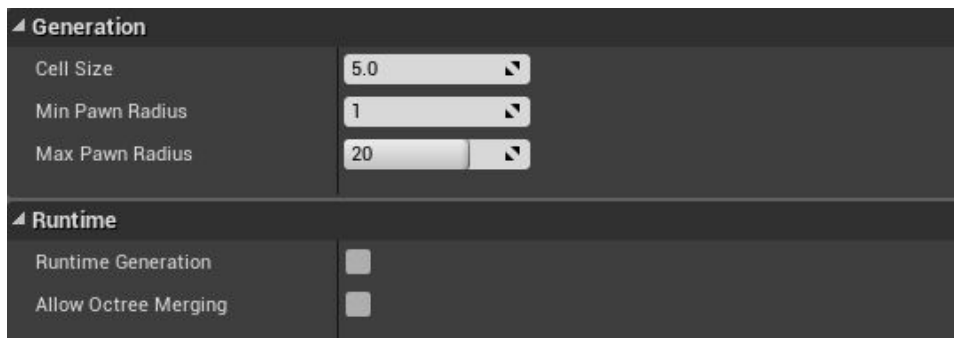 Generation
Cell Size 5.0
Min Pawn Radius 1
Max Pawn Radius 20
Runtime
Runtime Generation
Allow Octree Merging